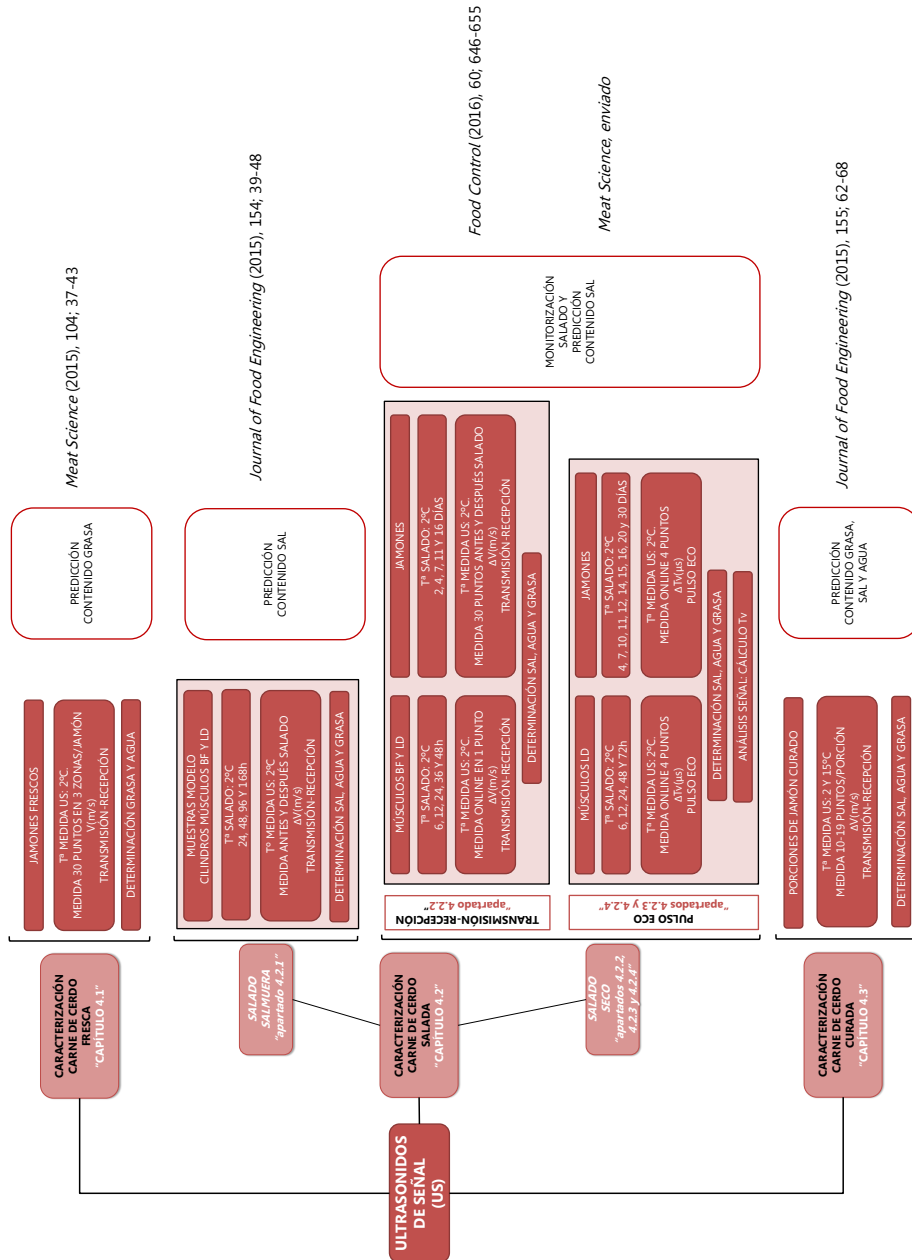 ULTRASONIDOS
DE SEÑAL
(US)
CARACTERIZACIÓN
CARNE DE CERDO
FRESCA
"CAPÍTULO 4.1"
JAMONES FRESCOS
Tª MEDIDA US: 2ºC.
MEDIDA 30 PUNTOS EN 3 ZONAS/JAMÓN
V(m/s)
TRANSMISIÓN-RECEPCIÓN
DETERMINACIÓN GRASA Y AGUA
PREDICCIÓN
CONTENIDO GRASA
Meat Science (2015), 104; 37-43
CARACTERIZACIÓN
CARNE DE CERDO
SALADA
"CAPÍTULO 4.2"
SALADO
SALMUERA
"apartado 4.2.1"
MUESTRAS MODELO
CILINDROS MÚSCULOS BF Y LD
Tª SALADO: 2ºC
24, 48, 96 Y 168h
Tº MEDIDA US: 2ºC
MEDIDA ANTES Y DESPUÉS SALADO
ΔV(m/s)
TRANSMISIÓN-RECEPCIÓN
DETERMINACIÓN SAL, AGUA Y GRASA
PREDICCIÓN
CONTENIDO SAL
Journal of Food Engineering (2015), 154; 39-48
SALADO
SECO
"apartados 4.2.2,
4.2.3 y 4.2.4"
TRANSMISIÓN-RECEPCIÓN
"apartado 4.2.2"
MÚSCULOS BF Y LD
Tª SALADO: 2ºC
6, 12, 24, 36 Y 48h
Tª MEDIDA US: 2ºC.
MEDIDA ONLINE EN 1 PUNTO
ΔV(m/s)
TRANSMISIÓN-RECEPCIÓN
JAMONES
Tª SALADO: 2ºC
2, 4, 7, 11 Y 16 DÍAS
Tª MEDIDA US: 2ºC.
MEDIDA 30 PUNTOS ANTES Y DESPUÉS SALADO
ΔV(m/s)
TRANSMISIÓN-RECEPCIÓN
DETERMINACIÓN SAL, AGUA Y GRASA
PULSO ECO
"apartados 4.2.3 y 4.2.4"
MÚSCULOS LD
Tª SALADO: 2ºC
6, 12, 24, 48 Y 72h
Tª MEDIDA US: 2ºC.
MEDIDA ONLINE 4 PUNTOS
ΔTv(µs)
PULSO ECO
JAMONES
Tª SALADO: 2ºC
4, 7, 10, 11, 12, 14, 15, 16, 20 y 30 DÍAS
Tª MEDIDA US: 2ºC.
MEDIDA ONLINE 4 PUNTOS
ΔTv(µs)
PULSO ECO
DETERMINACIÓN SAL, AGUA Y GRASA
ANÁLISIS SEÑAL: CÁLCULO Tv
MONITORIZACIÓN
SALADO Y
PREDICCIÓN
CONTENIDO SAL
Food Control (2016), 60; 646-655
Meat Science, enviado
CARACTERIZACIÓN
CARNE DE CERDO
CURADA
"CAPÍTULO 4.3"
PORCIONES DE JAMÓN CURADO
Tª MEDIDA US: 2 Y 15ºC
MEDIDA 10-19 PUNTOS/PORCIÓN
ΔV(m/s)
TRANSMISIÓN-RECEPCIÓN
DETERMINACIÓN SAL, AGUA Y GRASA
PREDICCIÓN
CONTENIDO GRASA,
SAL Y AGUA
Journal of Food Engineering (2015), 155; 62-68